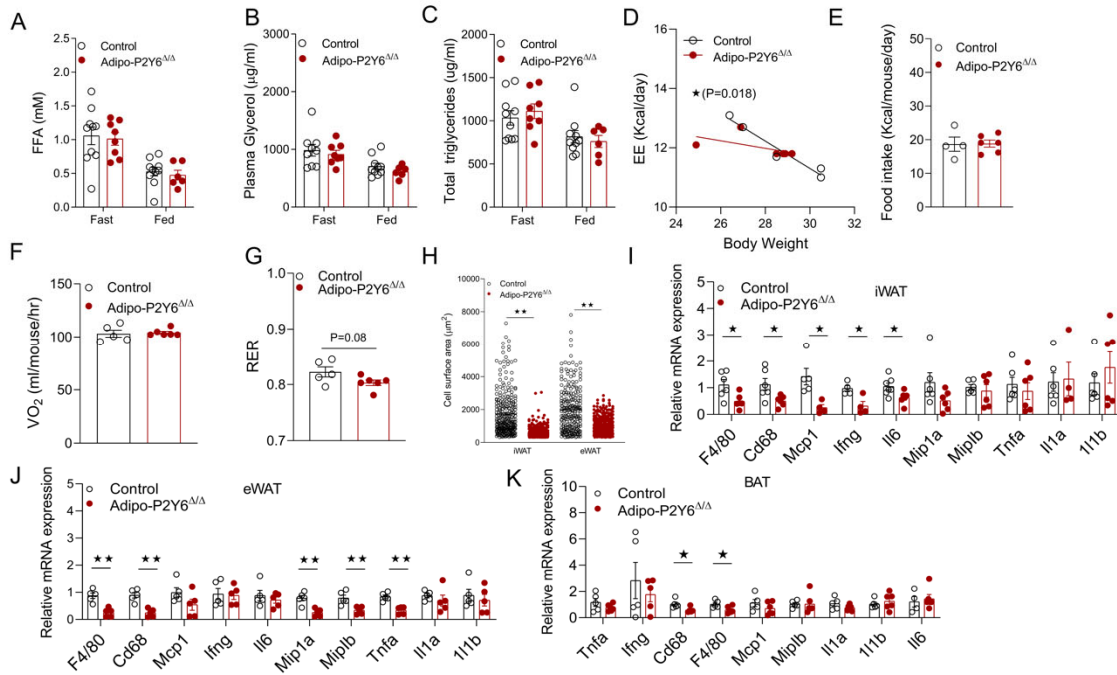 A
Control
Adipo-P2Y6Δ/Δ
FFA (mM)
2.5
2.0
1.5
1.0
0.5
0.0
Fast Fed
B
Control
Adipo-P2Y6Δ/Δ
Plasma Glycerol (ug/ml)
3000
2000
1000
0
Fast Fed
C
Control
Adipo-P2Y6Δ/Δ
Total triglycerides (ug/ml)
2000
1500
1000
500
0
Fast Fed
D
Control
Adipo-P2Y6Δ/Δ
★(P=0.018)
EE (Kcal/day)
16
14
12
10
24 26 28 30 32
Body Weight
E
Control
Adipo-P2Y6Δ/Δ
Food intake (Kcal/mouse/day)
50
40
30
20
10
0
F
Control
Adipo-P2Y6Δ/Δ
VO2 (ml/mouse/hr)
150
100
50
0
G
Control
Adipo-P2Y6Δ/Δ
P=0.08
RER
1.0
0.9
0.8
0.7
H
Control
Adipo-P2Y6Δ/Δ
★★ ★★
Cell surface area (μm2)
10000
8000
6000
4000
2000
0
iWAT eWAT
I
Control
Adipo-P2Y6Δ/Δ
iWAT
★ ★ ★ ★ ★
Relative mRNA expression
5
4
3
2
1
0
F4/80 Cd68 Mcp1 Ifng Il6 Mip1a Miplb Tnfa Il1a 1l1b
J
Control
Adipo-P2Y6Δ/Δ
eWAT
★★ ★★ ★★ ★★ ★★
Relative mRNA expression
5
4
3
2
1
0
F4/80 Cd68 Mcp1 Ifng Il6 Mip1a Miplb Tnfa Il1a 1l1b
K
BAT
Control
Adipo-P2Y6Δ/Δ
★ ★
Relative mRNA expression
10
8
6
4
2
0
Tnfa Ifng Cd68 F4/80 Mcp1 Mip1a Miplb Il1a 1l1b Il6